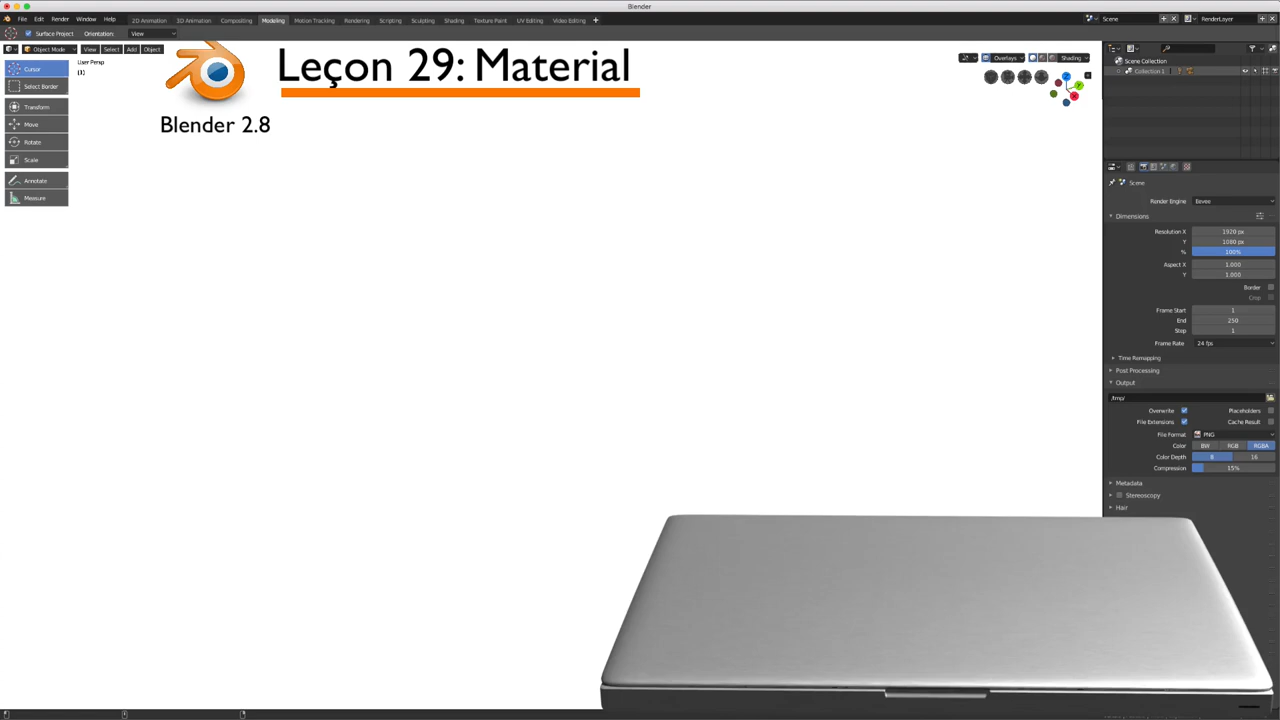 Blender
File Edit Render Window Help
2D Animation 3D Animation Compositing Modeling Motion Tracking Rendering Scripting Sculpting Shading Texture Paint UV Editing Video Editing +
Scene
RenderLayer
Surface Project Orientation: View
Object Mode View Select Add Object
User Persp
(1)
Overlays Shading
Cursor
Select Border
Transform
Move
Rotate
Scale
Annotate
Measure
Leçon 29: Material
Blender 2.8
Scene Collection
Collection 1
Scene
Render Engine Eevee
Dimensions
Resolution X 1920 px
Y 1080 px
% 100%
Aspect X 1.000
Y 1.000
Border
Crop
Frame Start 1
End 250
Step 1
Frame Rate 24 fps
Time Remapping
Post Processing
Output
/tmp/
Overwrite Placeholders
File Extensions Cache Result
File Format PNG
Color BW RGB RGBA
Color Depth 8 16
Compression 15%
Metadata
Stereoscopy
Hair